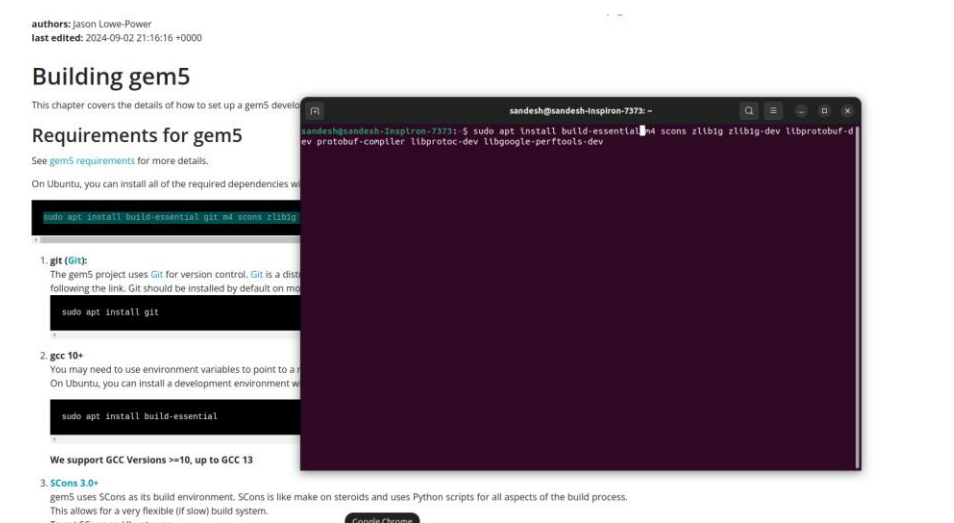 authors: Jason Lowe-Power
last edited: 2024-09-02 21:16:16 +0000
Building gem5
This chapter covers the details of how to set up a gem5 develo
Requirements for gem5
See gem5 requirements for more details.
On Ubuntu, you can install all of the required dependencies wi
sudo apt install build-essential git m4 scons zlib1g
1. git (Git):
The gem5 project uses Git for version control. Git is a dist
following the link. Git should be installed by default on mo
sudo apt install git
2. gcc 10+
You may need to use environment variables to point to a
On Ubuntu, you can install a development environment w
sudo apt install build-essential
We support GCC Versions >=10, up to GCC 13
3. SCons 3.0+
gem5 uses SCons as its build environment. SCons is like make on steroids and uses Python scripts for all aspects of the build process.
This allows for a very flexible (if slow) build system.
sandesh@sandesh-Inspiron-7373: ~
sandesh@sandesh-Inspiron-7373:~$ sudo apt install build-essential m4 scons zlib1g zlib1g-dev libprotobuf-d
ev protobuf-compiler libprotoc-dev libgoogle-perftools-dev
Google Chrome